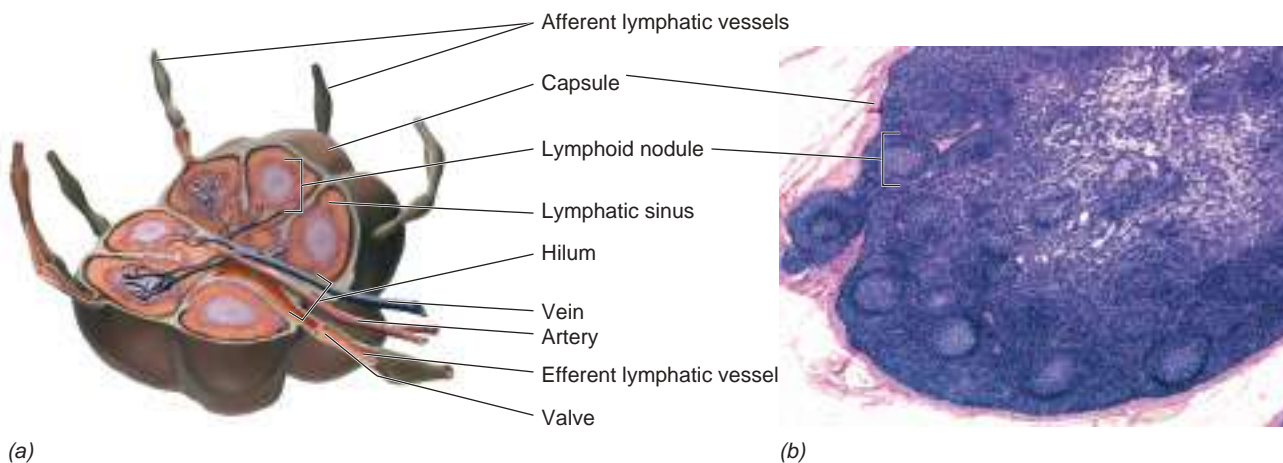 Afferent lymphatic vessels
Capsule
Lymphoid nodule
Lymphatic sinus
Hilum
Vein
Artery
Efferent lymphatic vessel
Valve
(a)
(b)